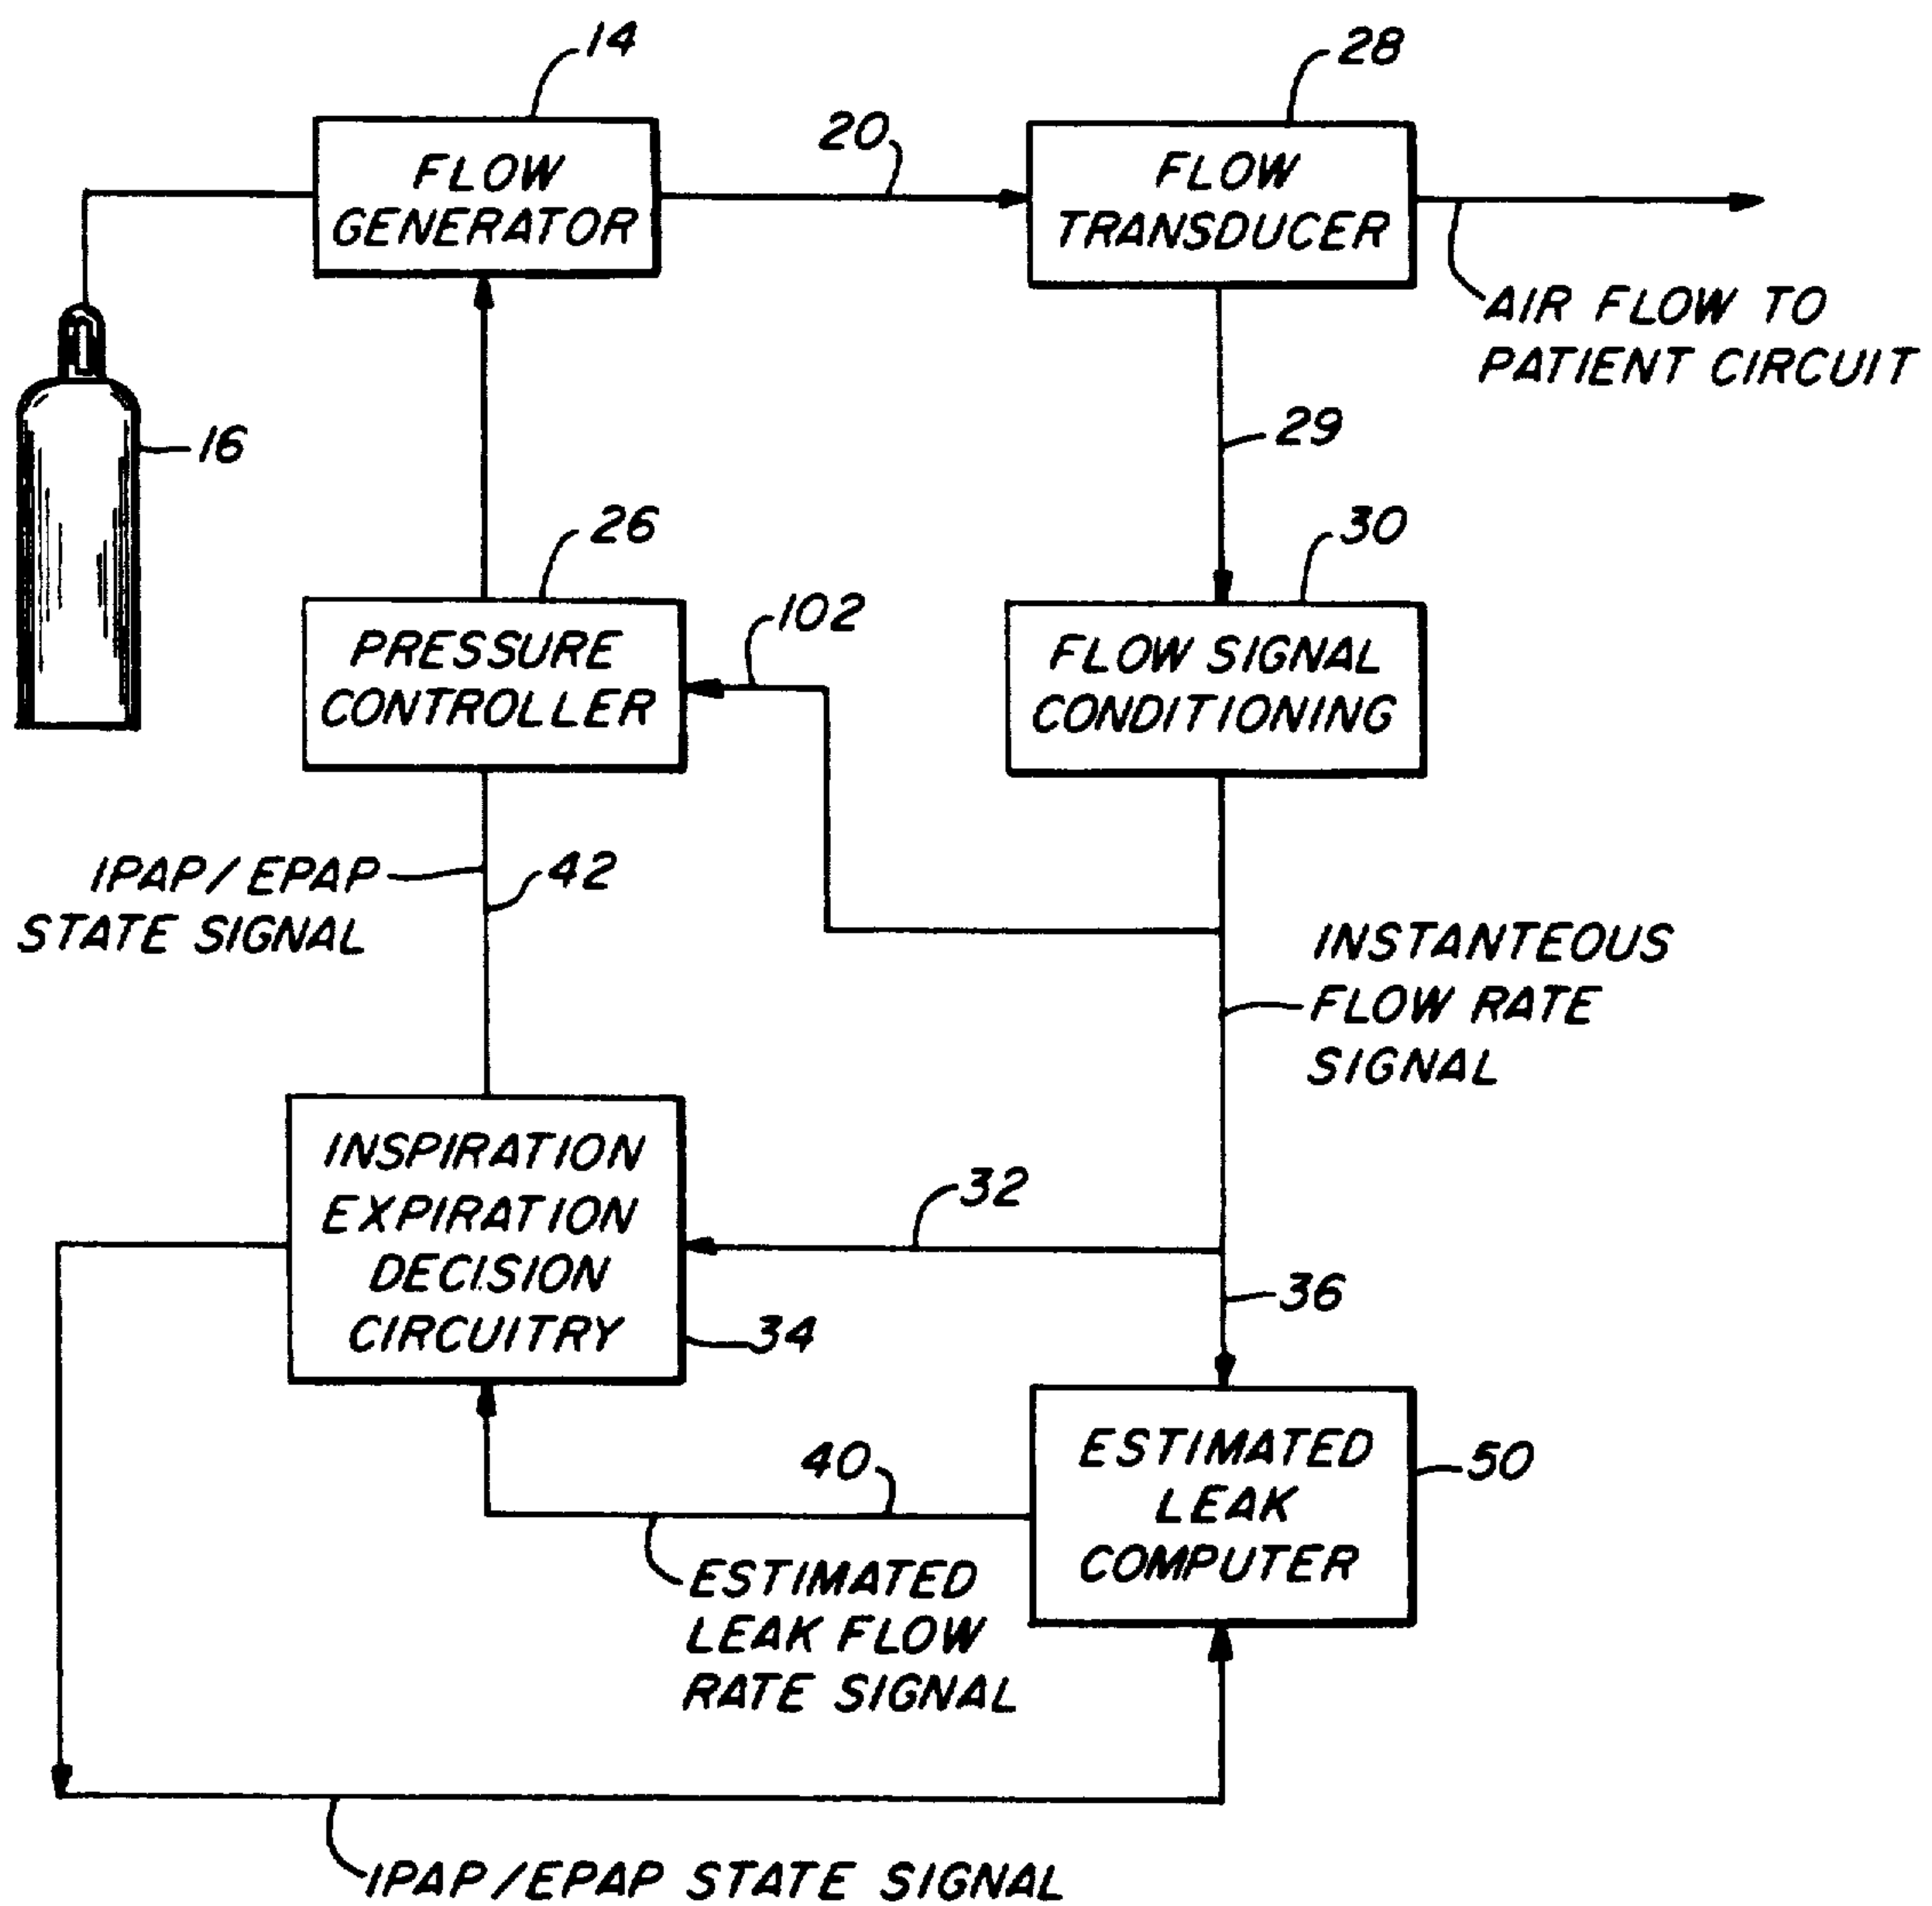 14
28
20
FLOW
GENERATOR
FLOW
TRANSDUCER
AIR FLOW TO
PATIENT CIRCUIT
16
29
26
30
102
PRESSURE
CONTROLLER
FLOW SIGNAL
CONDITIONING
IPAP/EPAP
STATE SIGNAL
42
INSTANTEOUS
FLOW RATE
SIGNAL
INSPIRATION
EXPIRATION
DECISION
CIRCUITRY
32
34
36
40
ESTIMATED
LEAK
COMPUTER
50
ESTIMATED
LEAK FLOW
RATE SIGNAL
IPAP/EPAP STATE SIGNAL